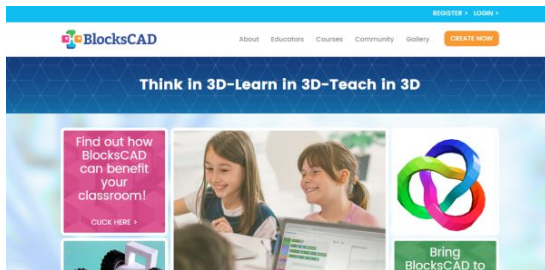 REGISTER > LOGIN >
BlocksCAD
About Educators Courses Community Gallery CREATE NOW
Think in 3D-Learn in 3D-Teach in 3D
Find out how
BlocksCAD
can benefit
your
classroom!
CLICK HERE >
Bring
BlocksCAD to